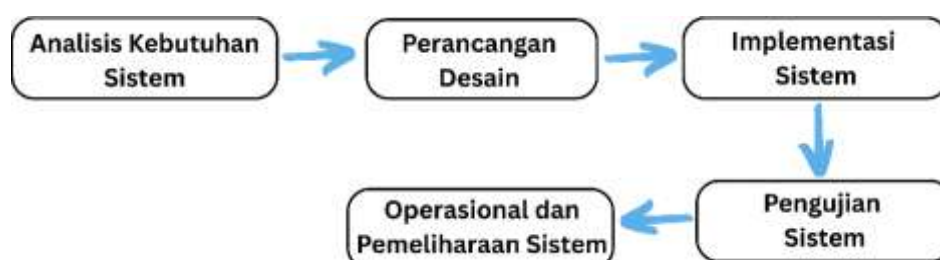 Analisis Kebutuhan
Sistem
Perancangan
Desain
Implementasi
Sistem
Pengujian
Sistem
Operasional dan
Pemeliharaan Sistem